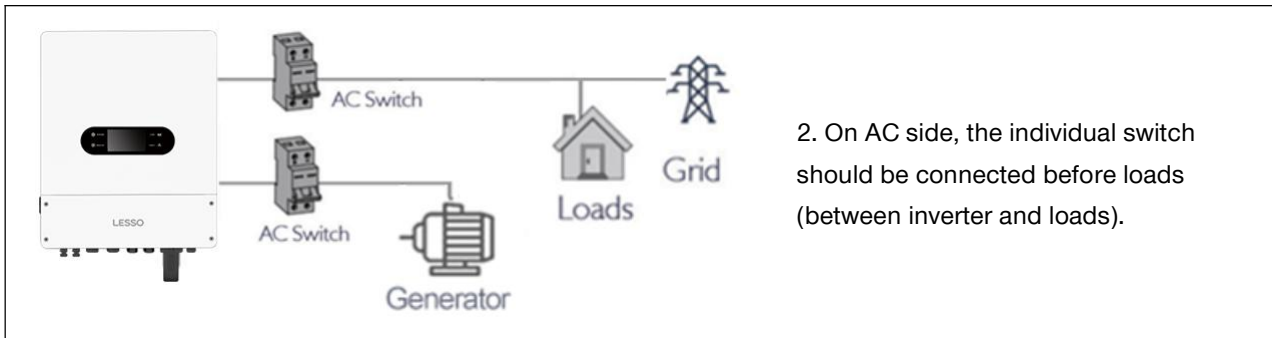 AC Switch
Loads
Grid
LESSO
AC Switch
Generator
2. On AC side, the individual switch
should be connected before loads
(between inverter and loads).